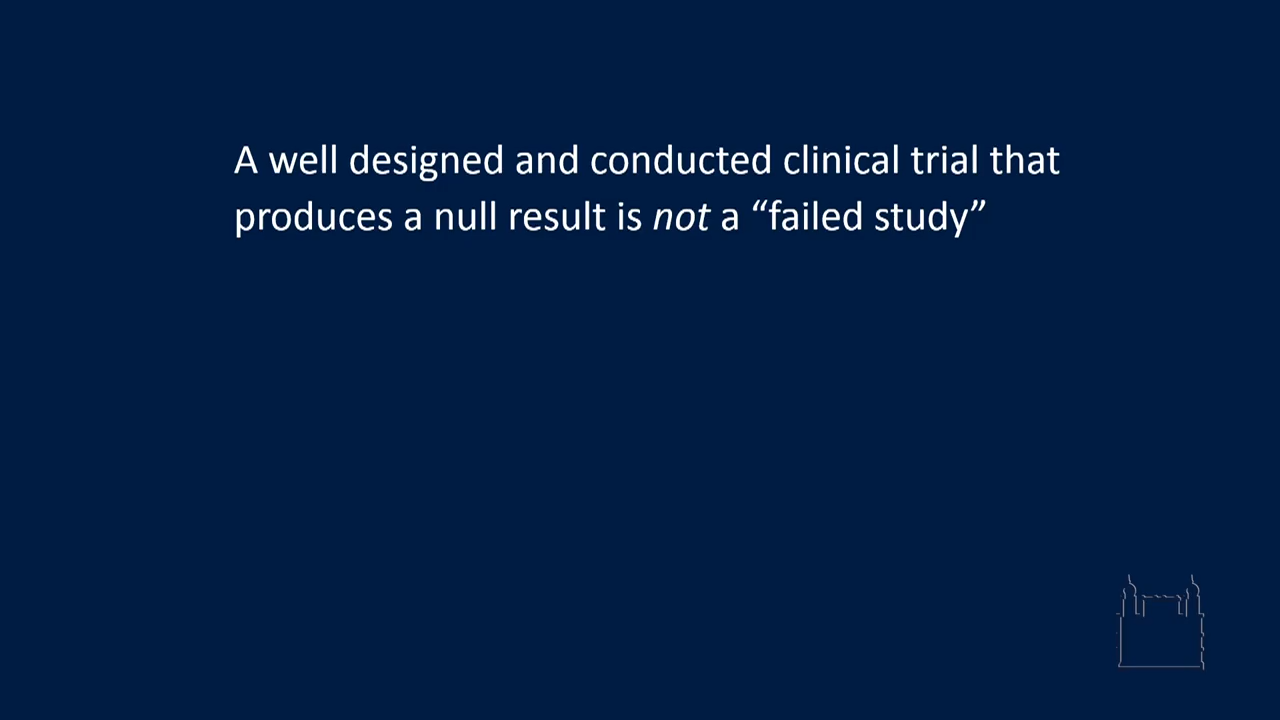 A well designed and conducted clinical trial that
produces a null result is not a “failed study”